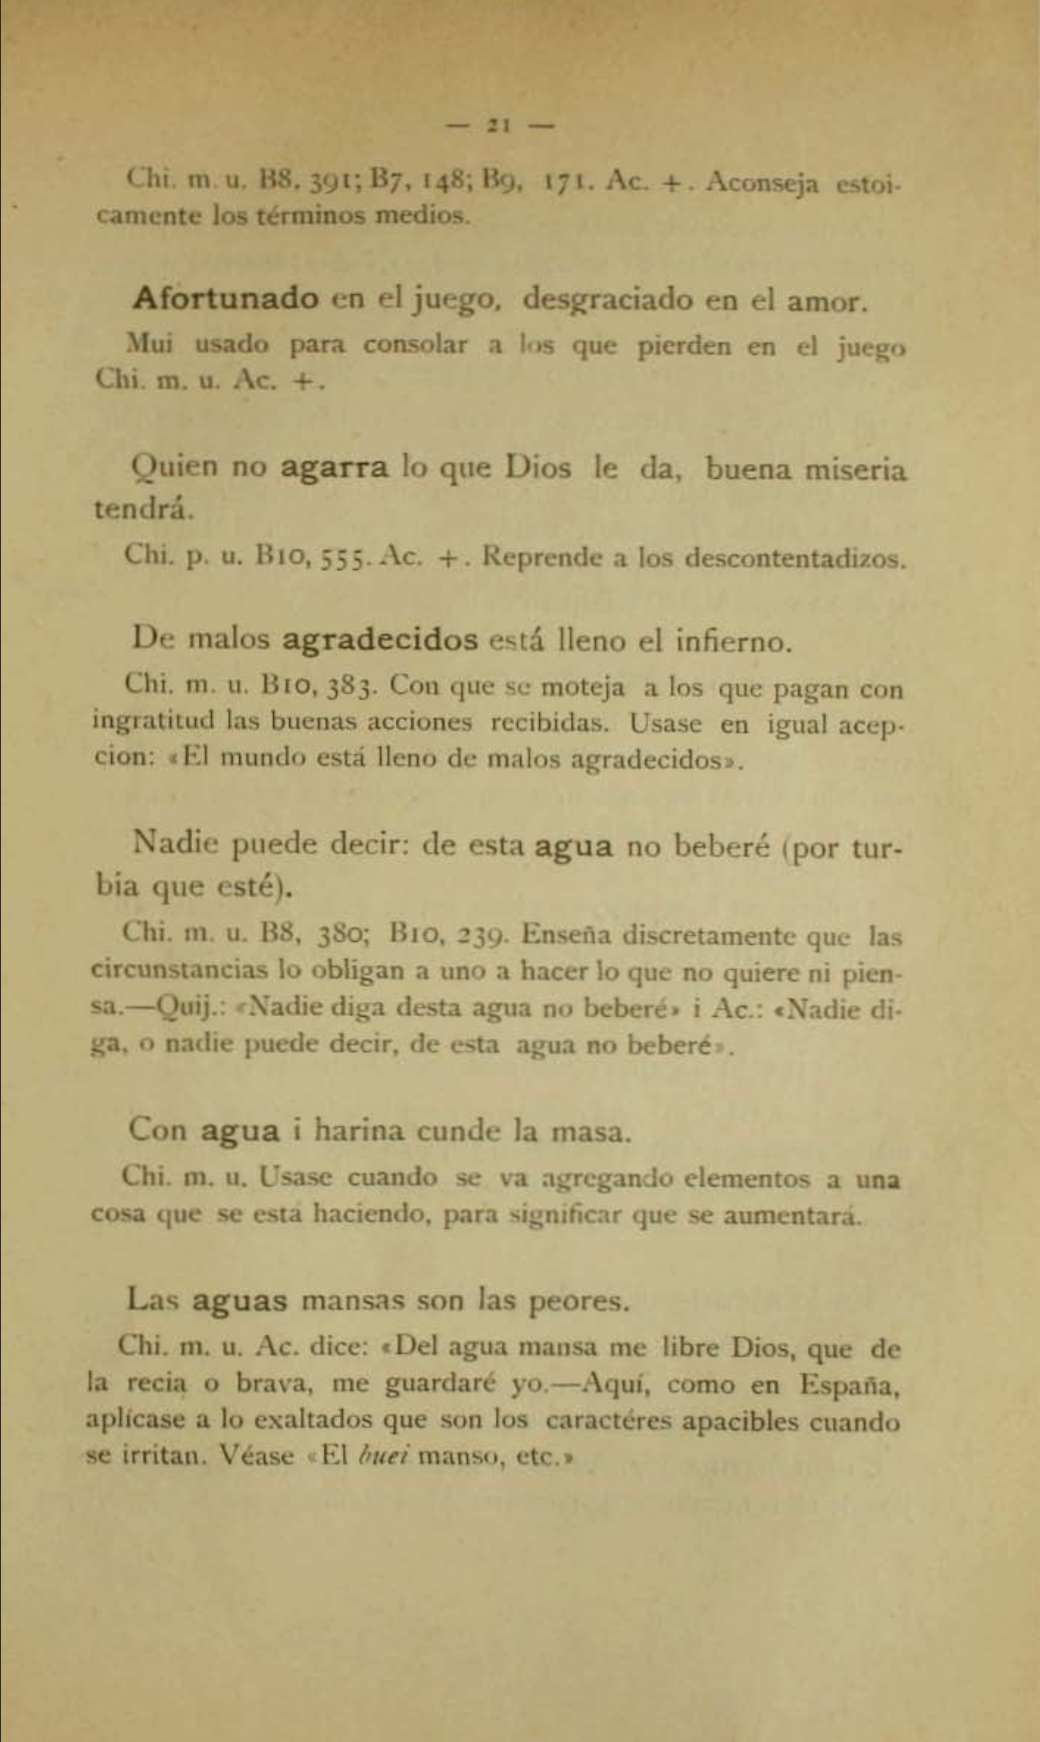 — 21 —
Chi. m. u. B8, 391; B7, 148; B9, 171. Ac. +. Aconseja estoi-
camente los términos medios.
Afortunado en el juego, desgraciado en el amor.
Mui usado para consolar a los que pierden en el juego
Chi. m. u. Ac. +.
Quien no agarra lo que Dios le da, buena miseria
tendrá.
Chi. p. u. B10, 555. Ac. +. Reprende a los descontentadizos.
De malos agradecidos está lleno el infierno.
Chi. m. u. B10, 383. Con que se moteja a los que pagan con
ingratitud las buenas acciones recibidas. Usase en igual acep-
cion: «El mundo está lleno de malos agradecidos».
Nadie puede decir: de esta agua no beberé (por tur-
bia que esté).
Chi. m. u. B8, 380; B10, 239. Enseña discretamente que las
circunstancias lo obligan a uno a hacer lo que no quiere ni pien-
sa.—Quij.: «Nadie diga desta agua no beberé» i Ac.: «Nadie di-
ga, o nadie puede decir, de esta agua no beberé».
Con agua i harina cunde la masa.
Chi. m. u. Usase cuando se va agregando elementos a una
cosa que se está haciendo, para significar que se aumentará.
Las aguas mansas son las peores.
Chi. m. u. Ac. dice: «Del agua mansa me libre Dios, que de
la recia o brava, me guardaré yo.—Aquí, como en España,
aplícase a lo exaltados que son los caractéres apacibles cuando
se irritan. Véase «El buei manso, etc.»